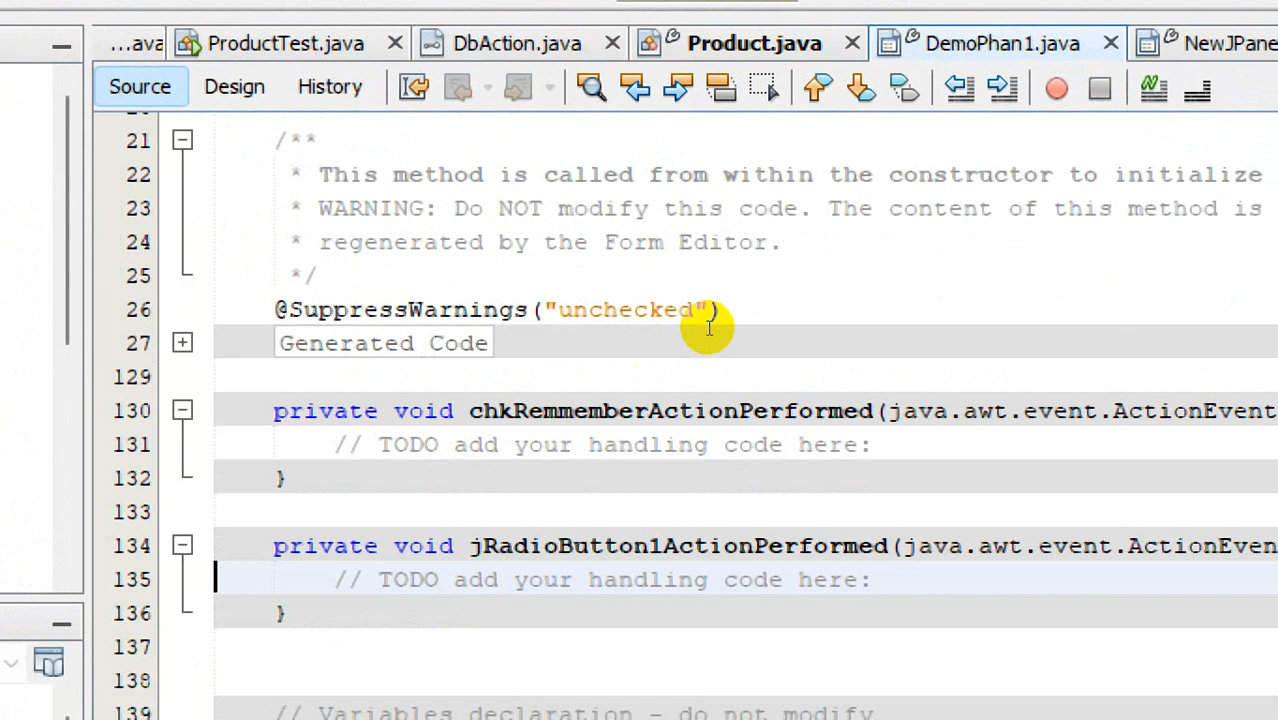 ...ava ProductTest.java DbAction.java Product.java DemoPhan1.java NewJPane
Source Design History
21 /**
22 * This method is called from within the constructor to initialize
23 * WARNING: Do NOT modify this code. The content of this method is
24 * regenerated by the Form Editor.
25 */
26 @SuppressWarnings("unchecked")
27 Generated Code
129
130 private void chkRemmemberActionPerformed(java.awt.event.ActionEvent
131 // TODO add your handling code here:
132 }
133
134 private void jRadioButton1ActionPerformed(java.awt.event.ActionEven
135 // TODO add your handling code here:
136 }
137
138
139 // Variables declaration - do not modify